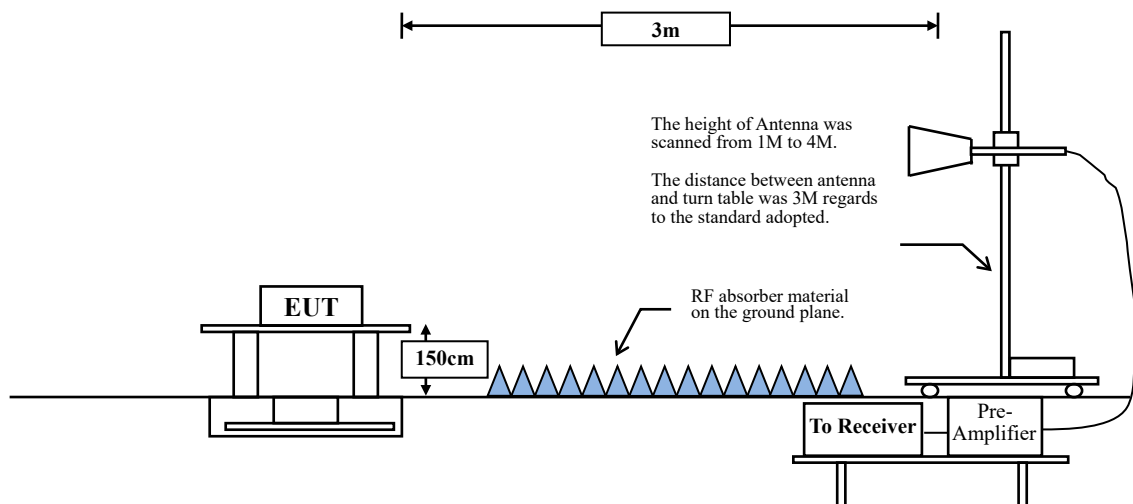 3m
The height of Antenna was
scanned from 1M to 4M.
The distance between antenna
and turn table was 3M regards
to the standard adopted.
RF absorber material
on the ground plane.
EUT
150cm
To Receiver
Pre-
Amplifier